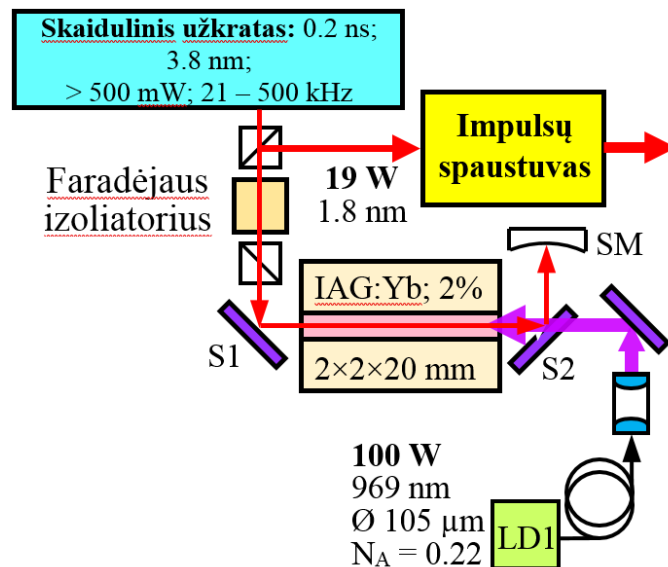 Skaidulinis užkratas: 0.2 ns;
3.8 nm;
> 500 mW; 21 – 500 kHz
Impulsų
spaustuvas
Faradėjaus
izoliatorius
19 W
1.8 nm
SM
IAG:Yb; 2%
S1
2×2×20 mm
S2
100 W
969 nm
Ø 105 µm
NA = 0.22
LD1